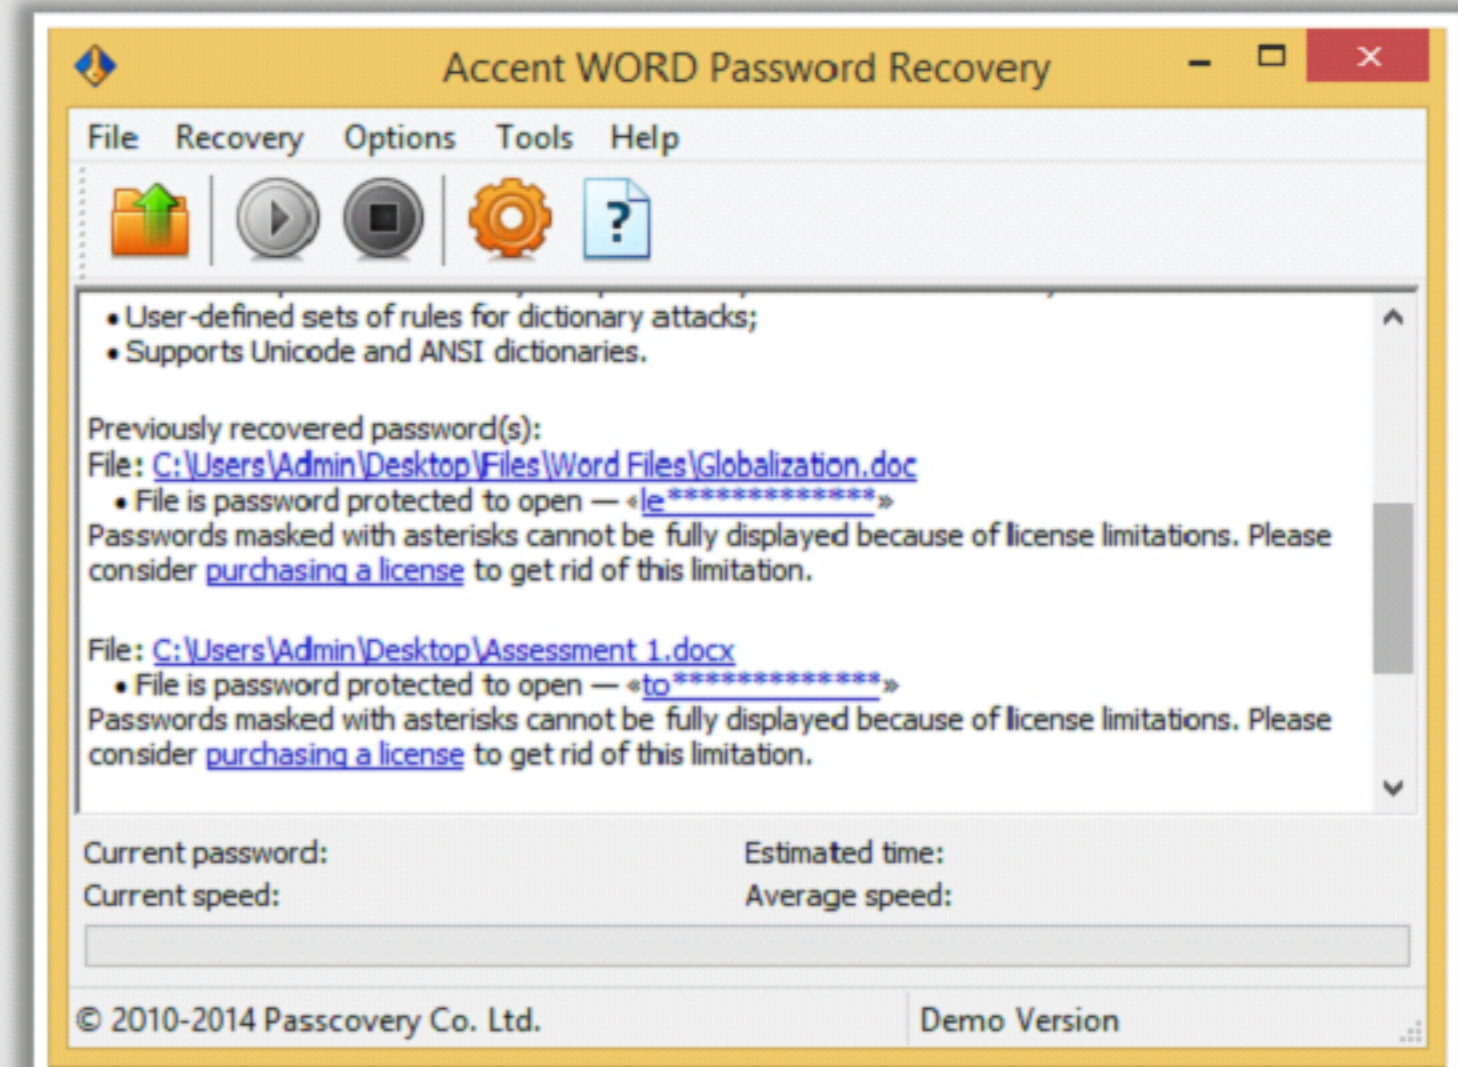 Accent WORD Password Recovery
File Recovery Options Tools Help
• User-defined sets of rules for dictionary attacks;
• Supports Unicode and ANSI dictionaries.
Previously recovered password(s):
File: C:\Users\Admin\Desktop\Files\Word Files\Globalization.doc
• File is password protected to open — «le*************»
Passwords masked with asterisks cannot be fully displayed because of license limitations. Please
consider purchasing a license to get rid of this limitation.
File: C:\Users\Admin\Desktop\Assessment 1.docx
• File is password protected to open — «to*************»
Passwords masked with asterisks cannot be fully displayed because of license limitations. Please
consider purchasing a license to get rid of this limitation.
Current password: Estimated time:
Current speed: Average speed:
© 2010-2014 Passcovery Co. Ltd. Demo Version